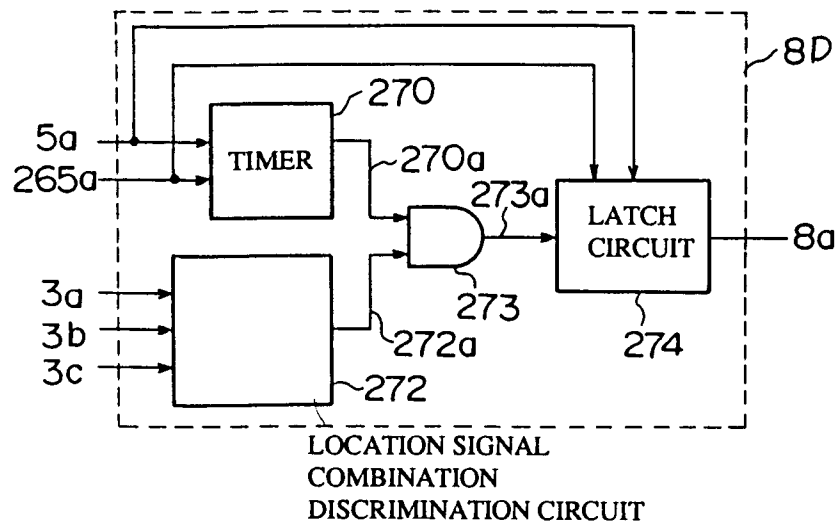 8D
270
5a
TIMER
270a
265a
273a
LATCH
CIRCUIT
8a
3a
273
3b
272a
274
3c
272
LOCATION SIGNAL
COMBINATION
DISCRIMINATION CIRCUIT